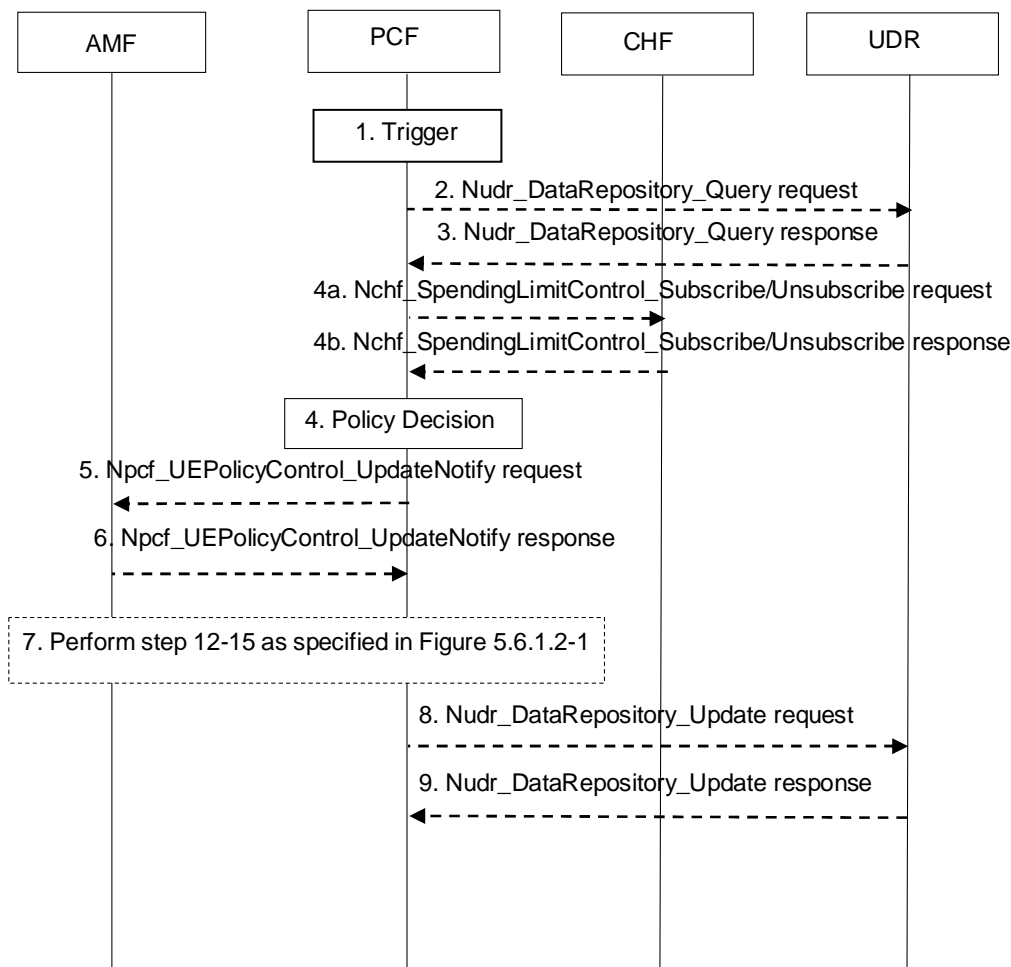 AMF
PCF
CHF
UDR
1. Trigger
2. Nudr_DataRepository_Query request
3. Nudr_DataRepository_Query response
4a. Nchf_SpendingLimitControl_Subscribe/Unsubscribe request
4b. Nchf_SpendingLimitControl_Subscribe/Unsubscribe response
4. Policy Decision
5. Npcf_UEPolicyControl_UpdateNotify request
6. Npcf_UEPolicyControl_UpdateNotify response
7. Perform step 12-15 as specified in Figure 5.6.1.2-1
8. Nudr_DataRepository_Update request
9. Nudr_DataRepository_Update response